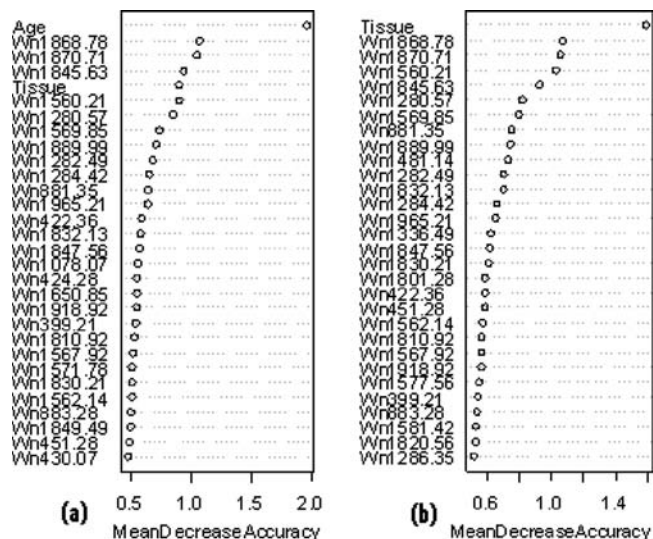 Age
Wn1868.78
Wn1870.71
Wn1845.63
Tissue
Wn1560.21
Wn1280.57
Wn1569.85
Wn1889.99
Wn1282.49
Wn1284.42
Wn881.35
Wn1965.21
Wn422.36
Wn1832.13
Wn1847.56
Wn1078.07
Wn424.28
Wn1650.85
Wn1918.92
Wn399.21
Wn1810.92
Wn1567.92
Wn1571.78
Wn1830.21
Wn1562.14
Wn883.28
Wn1849.49
Wn451.28
Wn430.07
0.5 1.0 1.5 2.0
(a)
MeanDecreaseAccuracy
Tissue
Wn1868.78
Wn1870.71
Wn1560.21
Wn1845.63
Wn1280.57
Wn1569.85
Wn881.35
Wn1889.99
Wn1481.14
Wn1282.49
Wn1832.13
Wn1284.42
Wn1965.21
Wn1336.49
Wn1847.56
Wn1830.21
Wn1801.28
Wn422.36
Wn451.28
Wn1562.14
Wn1810.92
Wn1567.92
Wn1918.92
Wn1577.56
Wn399.21
Wn883.28
Wn1581.42
Wn1820.56
Wn1286.35
0.6 1.0 1.4
(b)
MeanDecreaseAccuracy